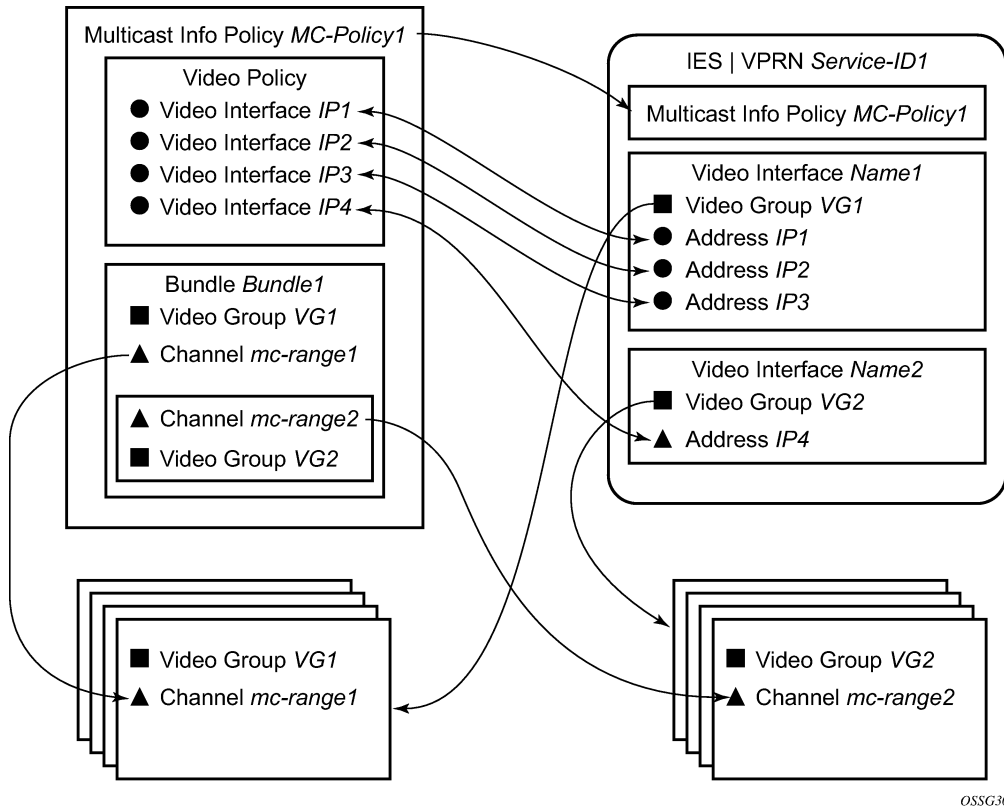 Multicast Info Policy MC-Policy1
Video Policy
Video Interface IP1
Video Interface IP2
Video Interface IP3
Video Interface IP4
Bundle Bundle1
Video Group VG1
Channel mc-range1
Channel mc-range2
Video Group VG2
IES | VPRN Service-ID1
Multicast Info Policy MC-Policy1
Video Interface Name1
Video Group VG1
Address IP1
Address IP2
Address IP3
Video Interface Name2
Video Group VG2
Address IP4
Video Group VG1
Channel mc-range1
Video Group VG2
Channel mc-range2